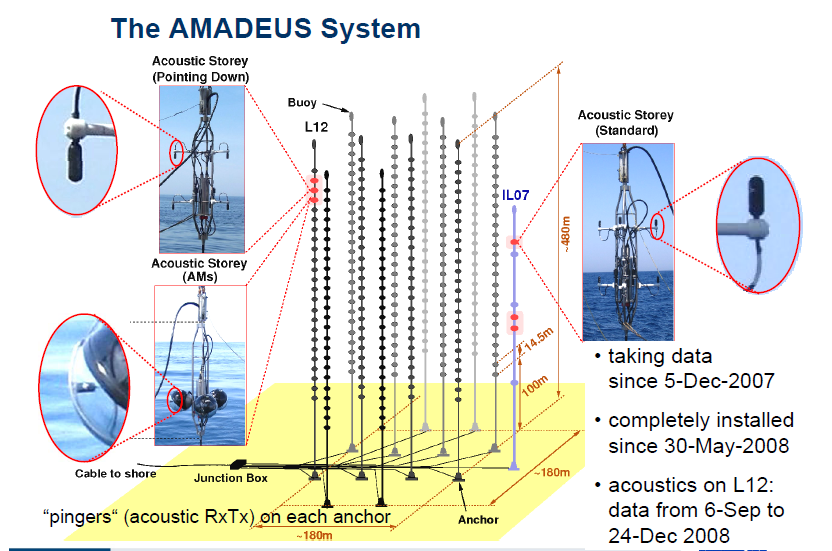 The AMADEUS System
Acoustic Storey
(Pointing Down)
Buoy
L12
Acoustic Storey
(Standard)
IL07
~480m
Acoustic Storey
(AMs)
14.5m
100m
• taking data
since 5-Dec-2007
• completely installed
since 30-May-2008
• acoustics on L12:
data from 6-Sep to
24-Dec 2008
~180m
Cable to shore
Junction Box
“pingers“ (acoustic RxTx) on each anchor
Anchor
~180m